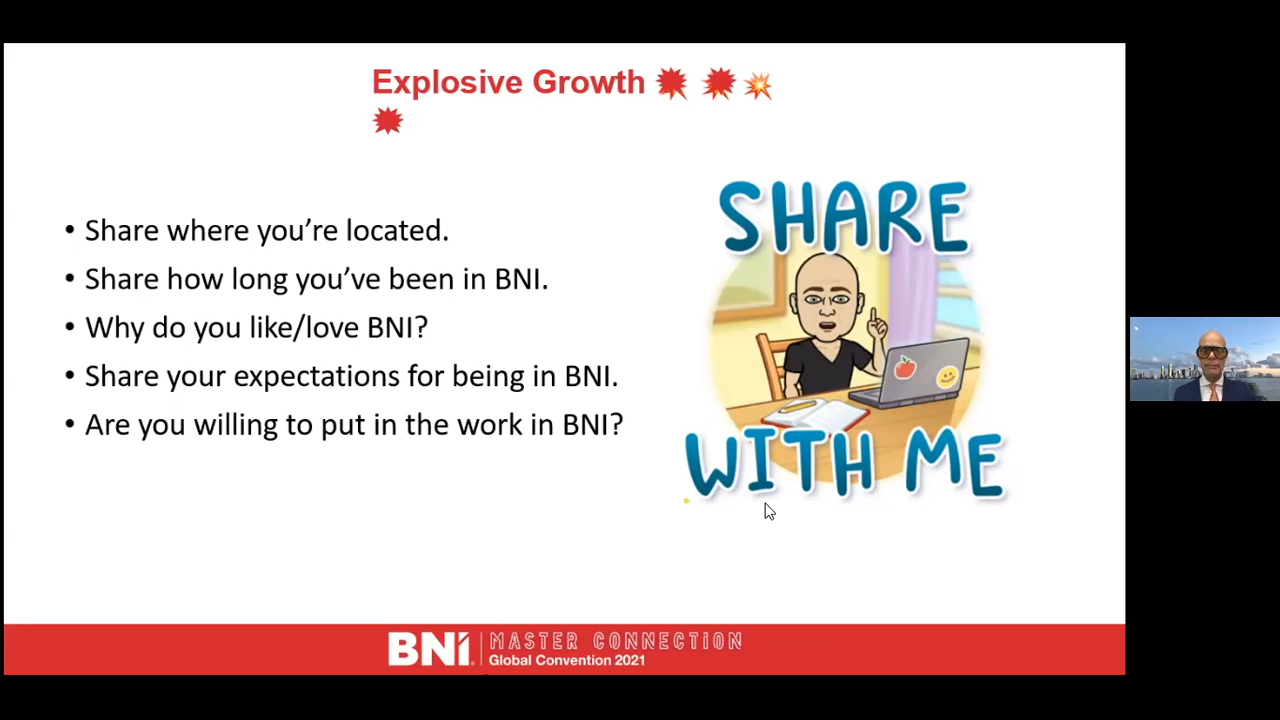 Explosive Growth
• Share where you’re located.
• Share how long you’ve been in BNI.
• Why do you like/love BNI?
• Share your expectations for being in BNI.
• Are you willing to put in the work in BNI?
SHARE
WITH ME
BNI MASTER CONNECTION
Global Convention 2021